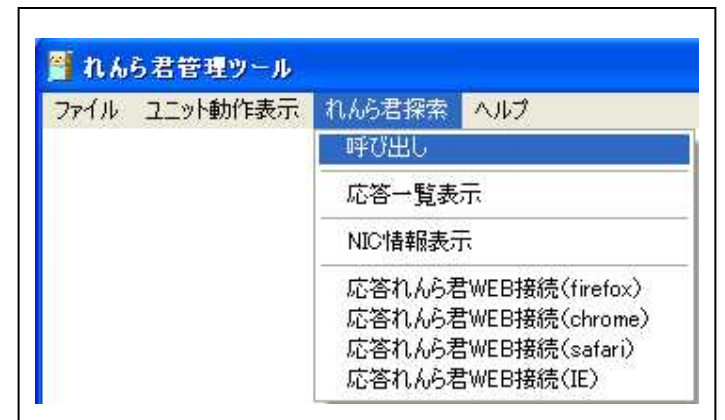 れんら君管理ツール
ファイル ユニット動作表示 れんら君探索 ヘルプ
呼び出し
応答一覧表示
NIC情報表示
応答れんら君WEB接続(firefox)
応答れんら君WEB接続(chrome)
応答れんら君WEB接続(safari)
応答れんら君WEB接続(IE)